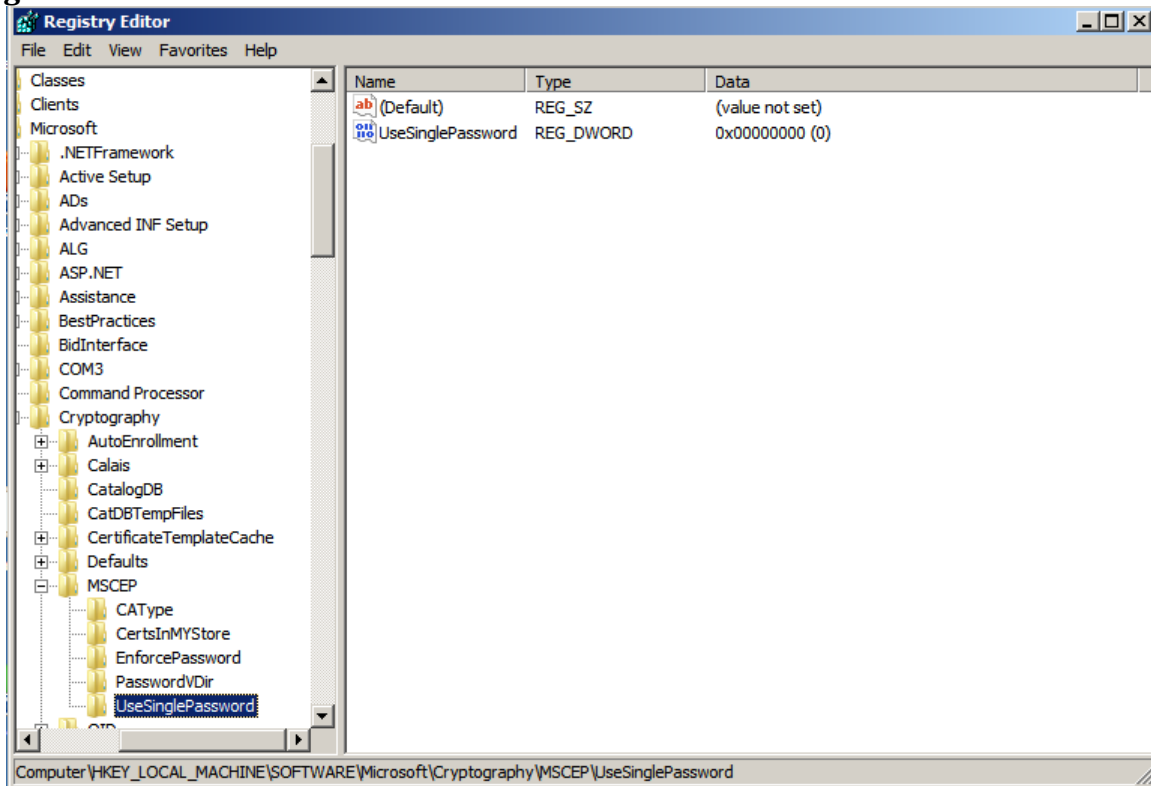 Registry Editor
File Edit View Favorites Help
Classes
Clients
Microsoft
.NETFramework
Active Setup
ADs
Advanced INF Setup
ALG
ASP.NET
Assistance
BestPractices
BidInterface
COM3
Command Processor
Cryptography
AutoEnrollment
Calais
CatalogDB
CatDBTempFiles
CertificateTemplateCache
Defaults
MSCEP
CAType
CertsInMYStore
EnforcePassword
PasswordVDir
UseSinglePassword
Name Type Data
(Default) REG_SZ (value not set)
UseSinglePassword REG_DWORD 0x00000000 (0)
Computer\HKEY_LOCAL_MACHINE\SOFTWARE\Microsoft\Cryptography\MSCEP\UseSinglePassword